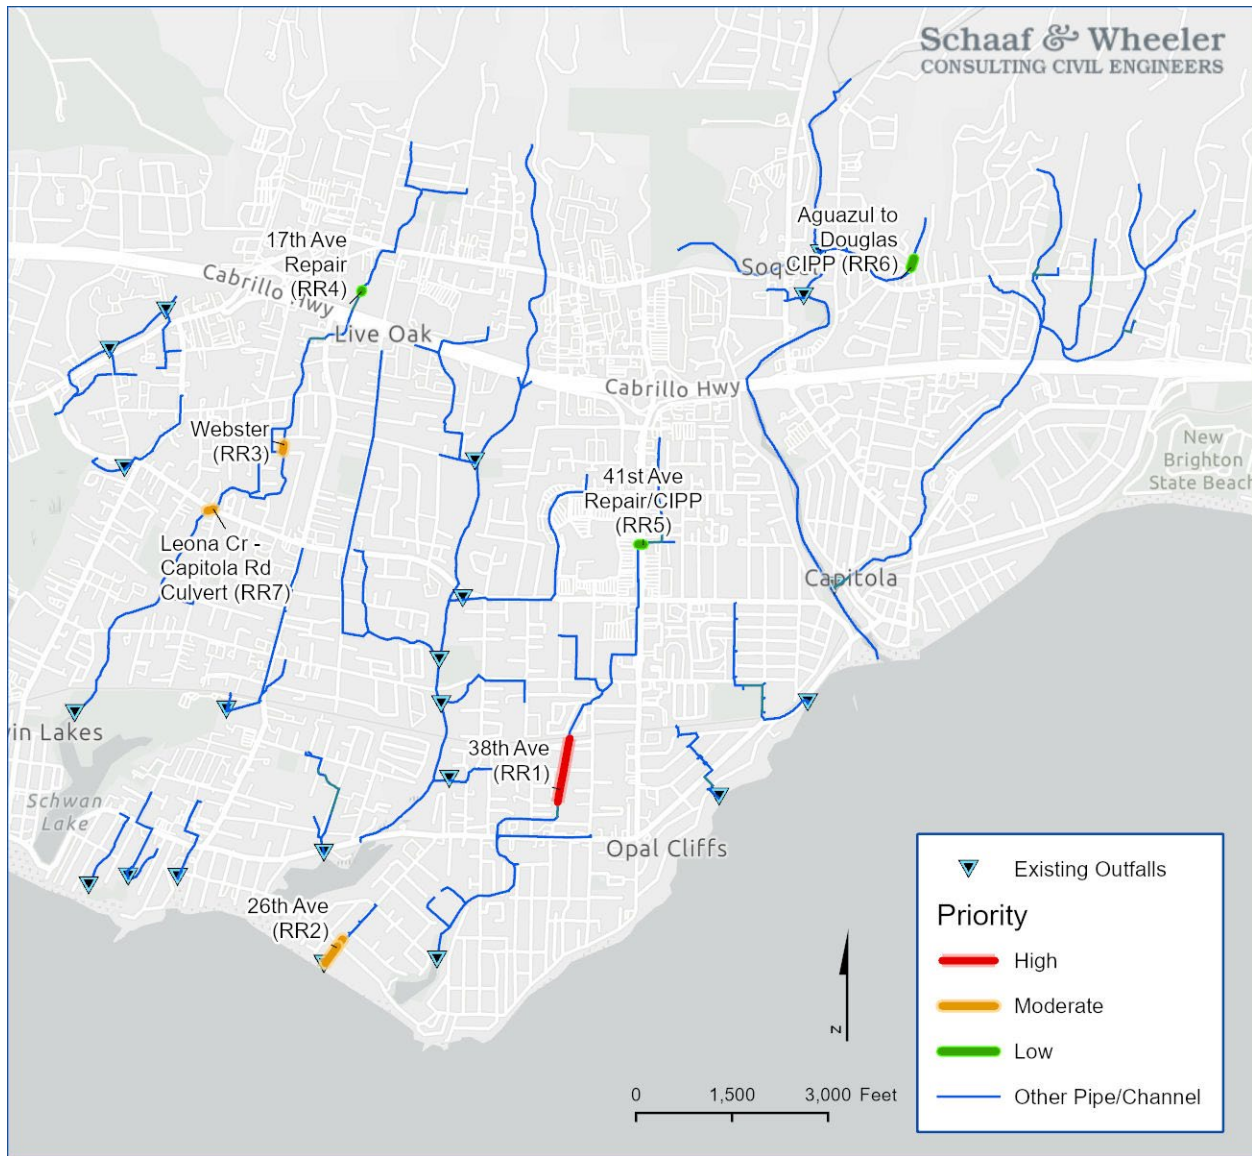 Schaaf & Wheeler
CONSULTING CIVIL ENGINEERS
Aguazul to
Douglas
CIPP (RR6)
17th Ave
Repair
(RR4)
Cabrillo Hwy
Live Oak
Cabrillo Hwy
Webster
(RR3)
41st Ave
Repair/CIPP
(RR5)
New
Brighton
State Beach
Leona Cr -
Capitola Rd
Culvert (RR7)
Capitola
vin Lakes
38th Ave
(RR1)
Schwan
Lake
Opal Cliffs
26th Ave
(RR2)
Existing Outfalls
Priority
High
Moderate
Low
Other Pipe/Channel
N
0 1,500 3,000 Feet